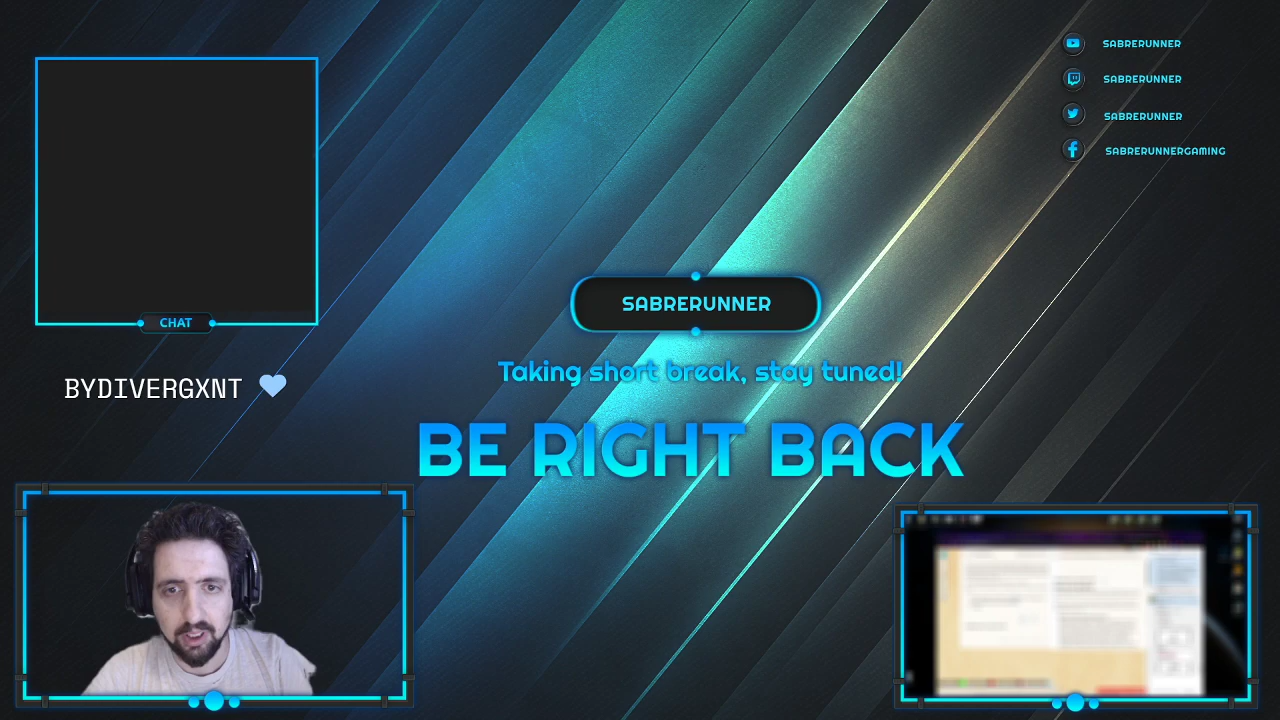 SABRERUNNER
SABRERUNNER
SABRERUNNER
SABRERUNNERGAMING
CHAT
BYDIVERGXNT
SABRERUNNER
Taking short break, stay tuned!
BE RIGHT BACK